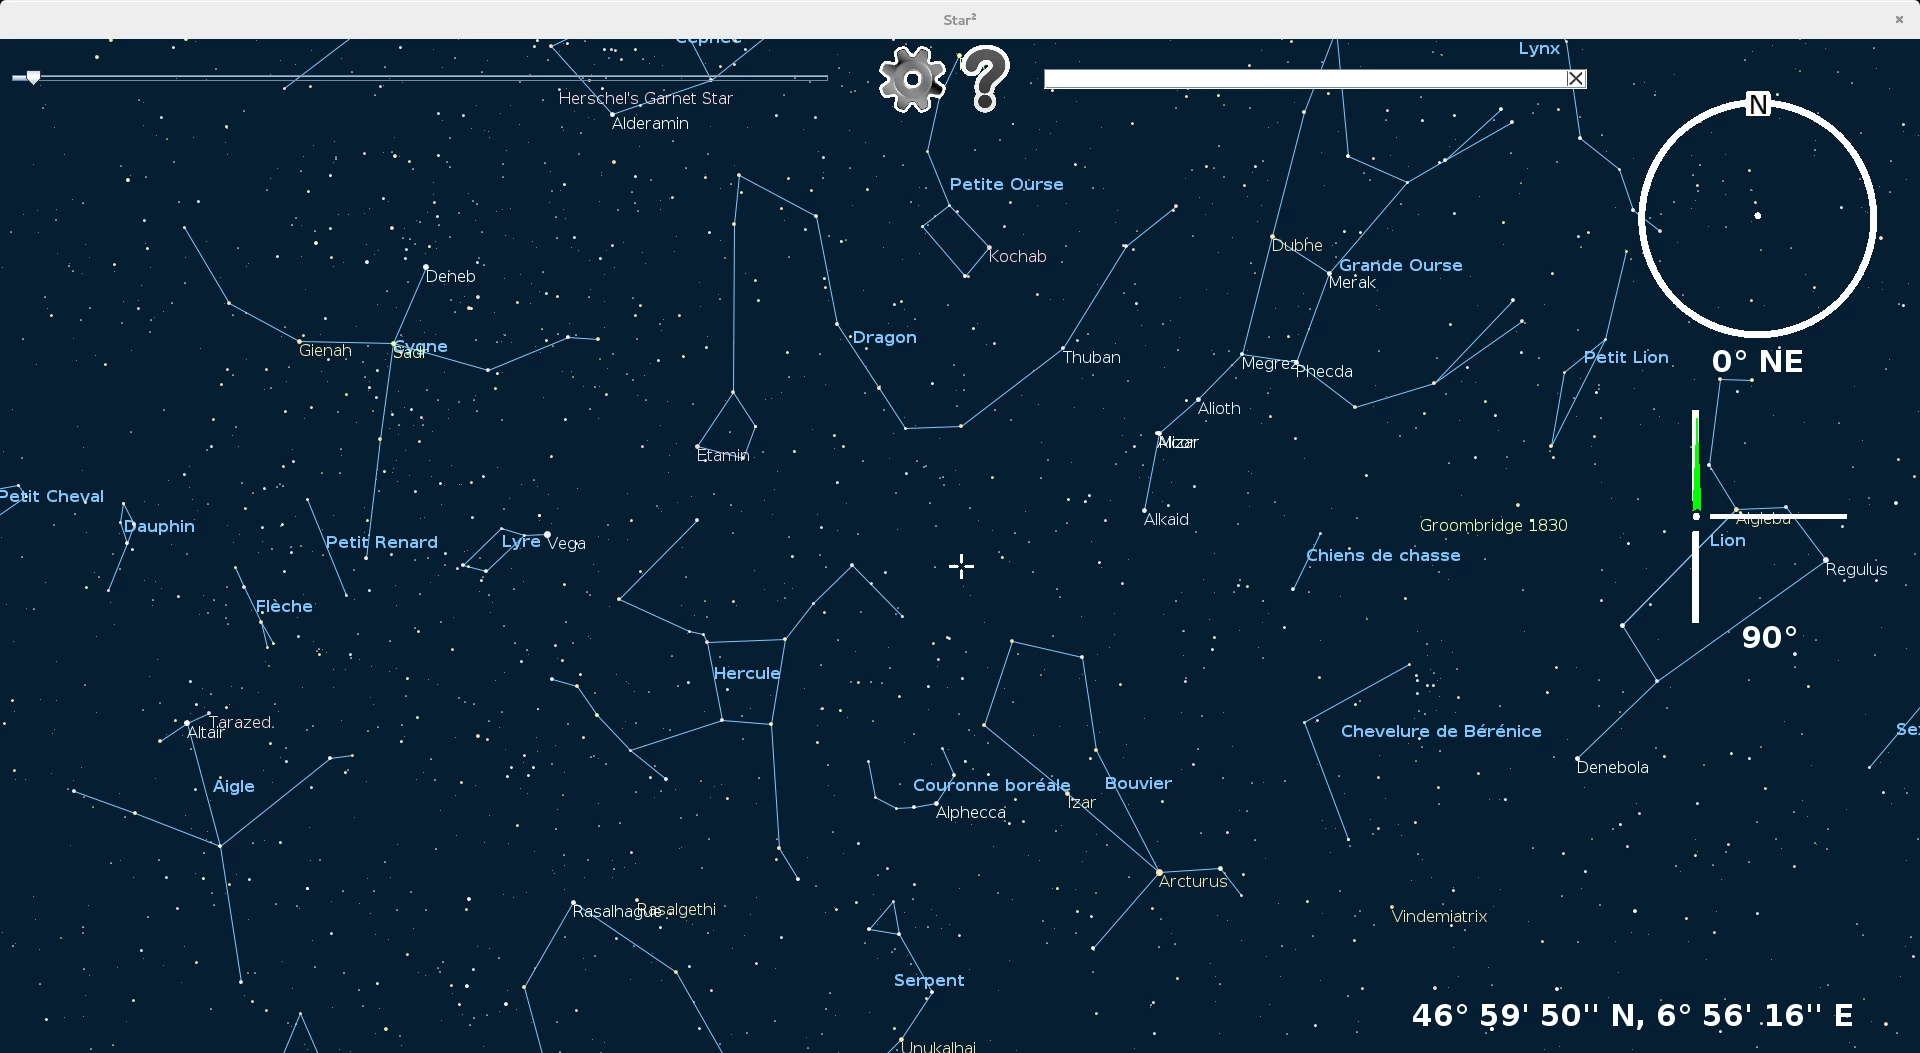 Star²
Lynx
Herschel's Garnet Star
Alderamin
N
Petite Ourse
Kochab
Dubhe
Grande Ourse
Merak
Deneb
Dragon
Cygne
Sadr
Gienah
Thuban
Megrez
Phecda
Petit Lion
0° NE
Alioth
Mizar
Etamin
Petit Cheval
Dauphin
Alkaid
Groombridge 1830
Algieba
Petit Renard
Lyre
Vega
Chiens de chasse
Lion
Regulus
Flèche
90°
Hercule
Tarazed
Altair
Chevelure de Bérénice
Denebola
Aigle
Couronne boréale
Bouvier
Izar
Alphecca
Arcturus
Rasalhague
Rasalgethi
Vindemiatrix
Serpent
46° 59' 50'' N, 6° 56' 16'' E
Unukalhai